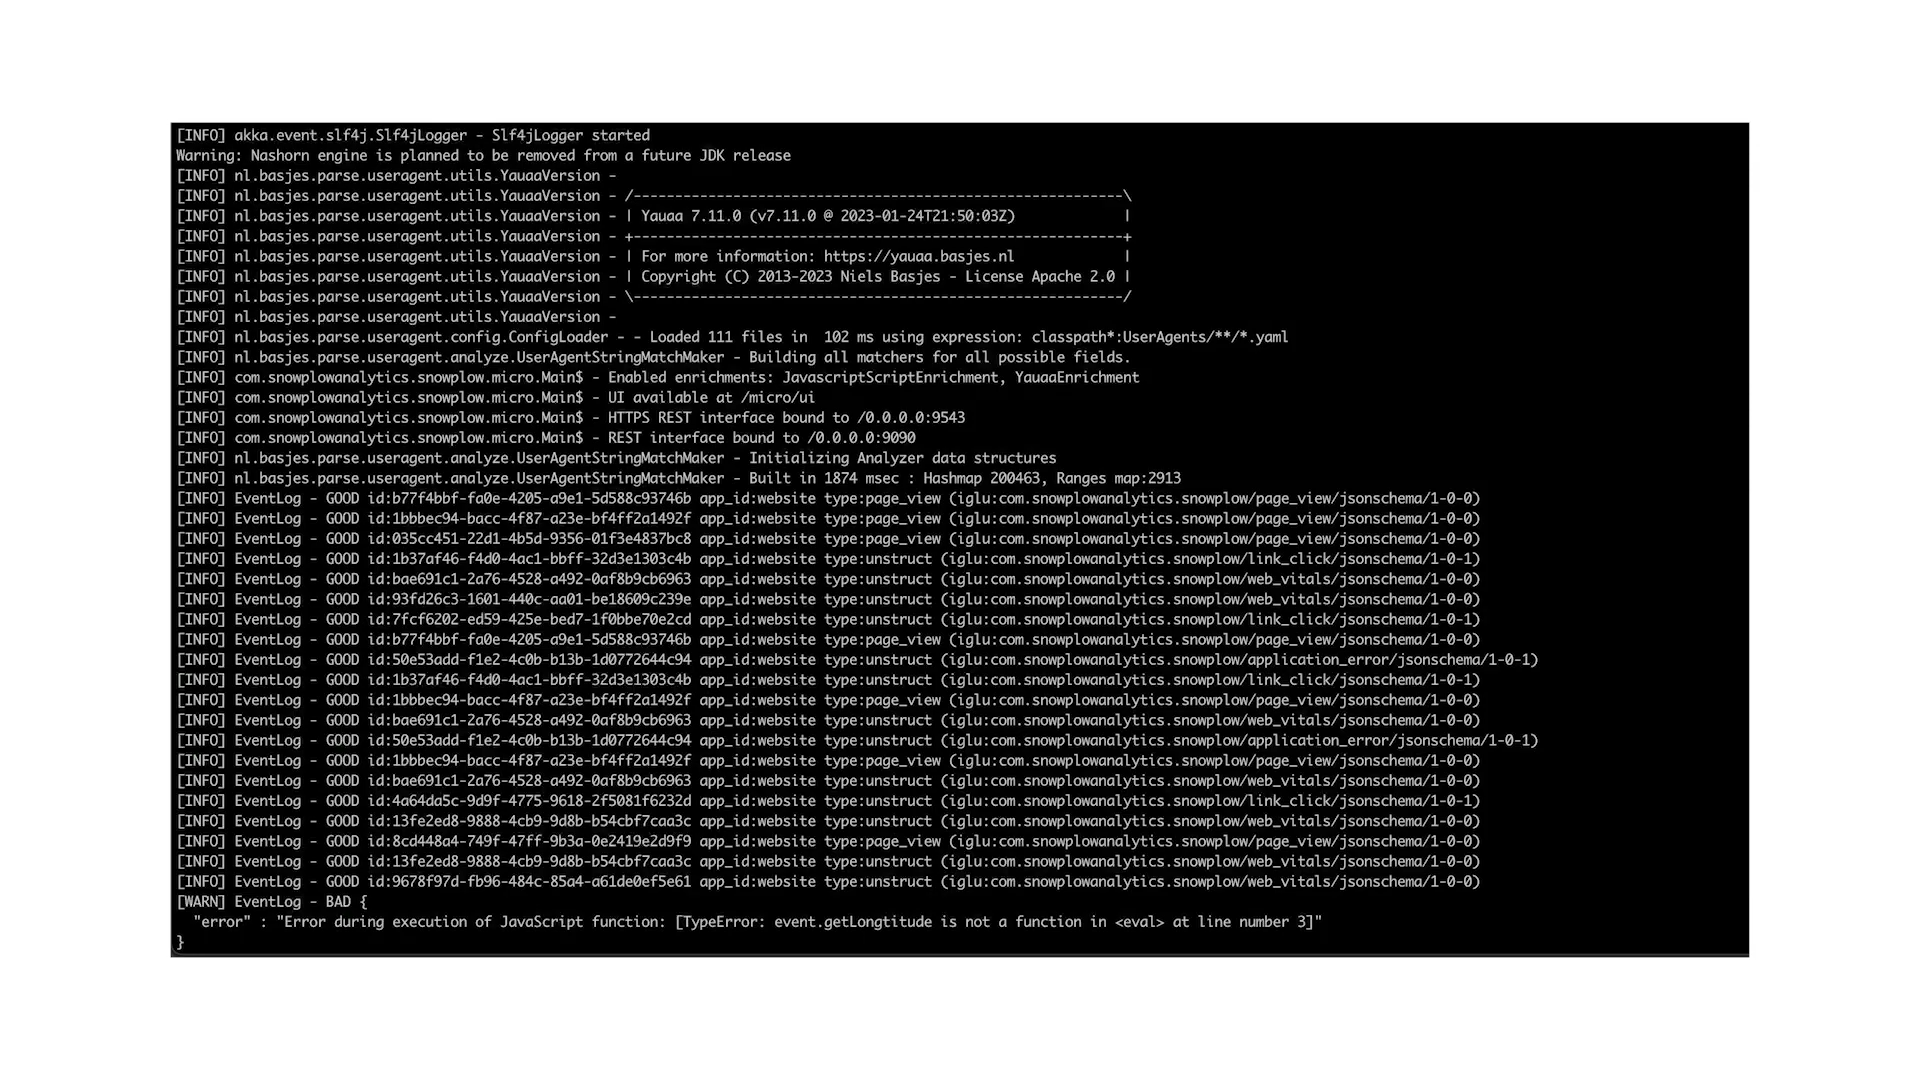 [INFO] akka.event.slf4j.Slf4jLogger - Slf4jLogger started
Warning: Nashorn engine is planned to be removed from a future JDK release
[INFO] nl.basjes.parse.useragent.utils.YauaaVersion -
[INFO] nl.basjes.parse.useragent.utils.YauaaVersion - /-----------------------------------------------------------\
[INFO] nl.basjes.parse.useragent.utils.YauaaVersion - | Yauaa 7.11.0 (v7.11.0 @ 2023-01-24T21:50:03Z)             |
[INFO] nl.basjes.parse.useragent.utils.YauaaVersion - +-----------------------------------------------------------+
[INFO] nl.basjes.parse.useragent.utils.YauaaVersion - | For more information: https://yauaa.basjes.nl             |
[INFO] nl.basjes.parse.useragent.utils.YauaaVersion - | Copyright (C) 2013-2023 Niels Basjes - License Apache 2.0 |
[INFO] nl.basjes.parse.useragent.utils.YauaaVersion - \-----------------------------------------------------------/
[INFO] nl.basjes.parse.useragent.utils.YauaaVersion -
[INFO] nl.basjes.parse.useragent.config.ConfigLoader - - Loaded 111 files in  102 ms using expression: classpath*:UserAgents/**/*.yaml
[INFO] nl.basjes.parse.useragent.analyze.UserAgentStringMatchMaker - Building all matchers for all possible fields.
[INFO] com.snowplowanalytics.snowplow.micro.Main$ - Enabled enrichments: JavascriptScriptEnrichment, YauaaEnrichment
[INFO] com.snowplowanalytics.snowplow.micro.Main$ - UI available at /micro/ui
[INFO] com.snowplowanalytics.snowplow.micro.Main$ - HTTPS REST interface bound to /0.0.0.0:9543
[INFO] com.snowplowanalytics.snowplow.micro.Main$ - REST interface bound to /0.0.0.0:9090
[INFO] nl.basjes.parse.useragent.analyze.UserAgentStringMatchMaker - Initializing Analyzer data structures
[INFO] nl.basjes.parse.useragent.analyze.UserAgentStringMatchMaker - Built in 1874 msec : Hashmap 200463, Ranges map:2913
[INFO] EventLog - GOOD id:b77f4bbf-fa0e-4205-a9e1-5d588c93746b app_id:website type:page_view (iglu:com.snowplowanalytics.snowplow/page_view/jsonschema/1-0-0)
[INFO] EventLog - GOOD id:1bbbec94-bacc-4f87-a23e-bf4ff2a1492f app_id:website type:page_view (iglu:com.snowplowanalytics.snowplow/page_view/jsonschema/1-0-0)
[INFO] EventLog - GOOD id:035cc451-22d1-4b5d-9356-01f3e4837bc8 app_id:website type:page_view (iglu:com.snowplowanalytics.snowplow/page_view/jsonschema/1-0-0)
[INFO] EventLog - GOOD id:1b37af46-f4d0-4ac1-bbff-32d3e1303c4b app_id:website type:unstruct (iglu:com.snowplowanalytics.snowplow/link_click/jsonschema/1-0-1)
[INFO] EventLog - GOOD id:bae691c1-2a76-4528-a492-0af8b9cb6963 app_id:website type:unstruct (iglu:com.snowplowanalytics.snowplow/web_vitals/jsonschema/1-0-0)
[INFO] EventLog - GOOD id:93fd26c3-1601-440c-aa01-be18609c239e app_id:website type:unstruct (iglu:com.snowplowanalytics.snowplow/web_vitals/jsonschema/1-0-0)
[INFO] EventLog - GOOD id:7fcf6202-ed59-425e-bed7-1f0bbe70e2cd app_id:website type:unstruct (iglu:com.snowplowanalytics.snowplow/link_click/jsonschema/1-0-1)
[INFO] EventLog - GOOD id:b77f4bbf-fa0e-4205-a9e1-5d588c93746b app_id:website type:page_view (iglu:com.snowplowanalytics.snowplow/page_view/jsonschema/1-0-0)
[INFO] EventLog - GOOD id:50e53add-f1e2-4c0b-b13b-1d0772644c94 app_id:website type:unstruct (iglu:com.snowplowanalytics.snowplow/application_error/jsonschema/1-0-1)
[INFO] EventLog - GOOD id:1b37af46-f4d0-4ac1-bbff-32d3e1303c4b app_id:website type:unstruct (iglu:com.snowplowanalytics.snowplow/link_click/jsonschema/1-0-1)
[INFO] EventLog - GOOD id:1bbbec94-bacc-4f87-a23e-bf4ff2a1492f app_id:website type:page_view (iglu:com.snowplowanalytics.snowplow/page_view/jsonschema/1-0-0)
[INFO] EventLog - GOOD id:bae691c1-2a76-4528-a492-0af8b9cb6963 app_id:website type:unstruct (iglu:com.snowplowanalytics.snowplow/web_vitals/jsonschema/1-0-0)
[INFO] EventLog - GOOD id:50e53add-f1e2-4c0b-b13b-1d0772644c94 app_id:website type:unstruct (iglu:com.snowplowanalytics.snowplow/application_error/jsonschema/1-0-1)
[INFO] EventLog - GOOD id:1bbbec94-bacc-4f87-a23e-bf4ff2a1492f app_id:website type:page_view (iglu:com.snowplowanalytics.snowplow/page_view/jsonschema/1-0-0)
[INFO] EventLog - GOOD id:bae691c1-2a76-4528-a492-0af8b9cb6963 app_id:website type:unstruct (iglu:com.snowplowanalytics.snowplow/web_vitals/jsonschema/1-0-0)
[INFO] EventLog - GOOD id:4a64da5c-9d9f-4775-9618-2f5081f6232d app_id:website type:unstruct (iglu:com.snowplowanalytics.snowplow/link_click/jsonschema/1-0-1)
[INFO] EventLog - GOOD id:13fe2ed8-9888-4cb9-9d8b-b54cbf7caa3c app_id:website type:unstruct (iglu:com.snowplowanalytics.snowplow/web_vitals/jsonschema/1-0-0)
[INFO] EventLog - GOOD id:8cd448a4-749f-47ff-9b3a-0e2419e2d9f9 app_id:website type:page_view (iglu:com.snowplowanalytics.snowplow/page_view/jsonschema/1-0-0)
[INFO] EventLog - GOOD id:13fe2ed8-9888-4cb9-9d8b-b54cbf7caa3c app_id:website type:unstruct (iglu:com.snowplowanalytics.snowplow/web_vitals/jsonschema/1-0-0)
[INFO] EventLog - GOOD id:9678f97d-fb96-484c-85a4-a61de0ef5e61 app_id:website type:unstruct (iglu:com.snowplowanalytics.snowplow/web_vitals/jsonschema/1-0-0)
[WARN] EventLog - BAD {
  "error" : "Error during execution of JavaScript function: [TypeError: event.getLongtitude is not a function in <eval> at line number 3]"
}